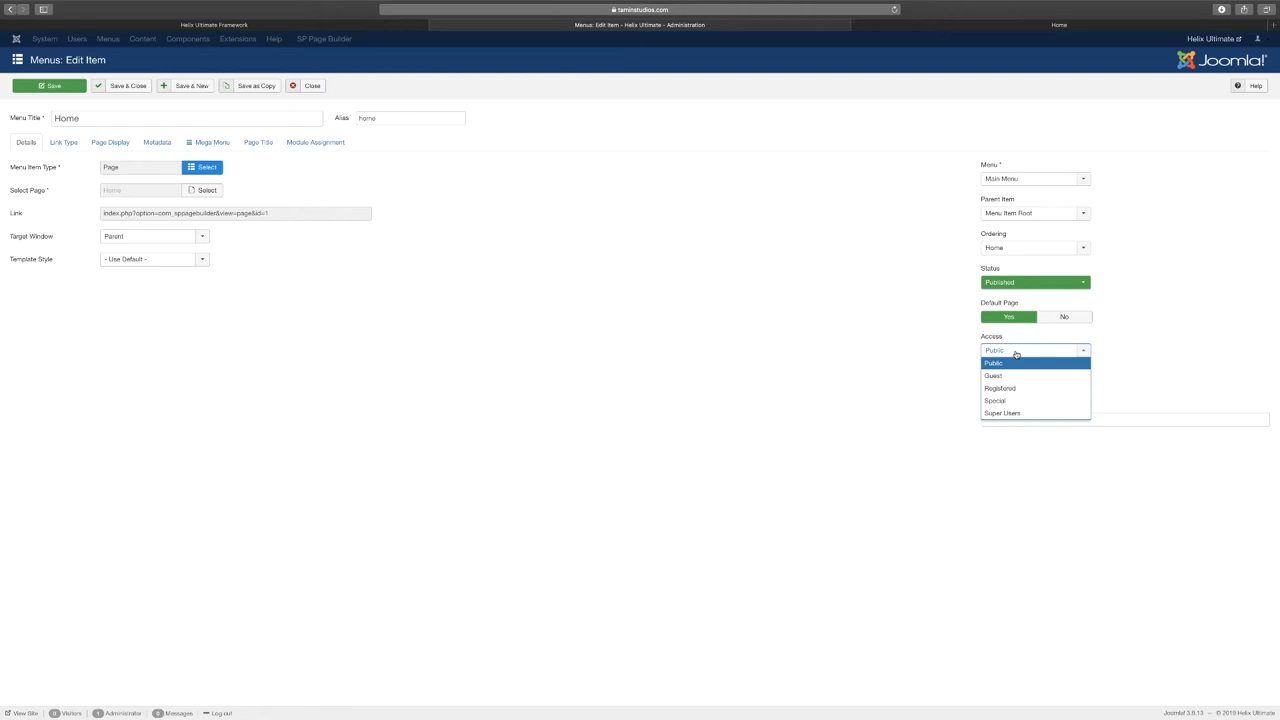 taminstudios.com
Helix Ultimate Framework
Menus: Edit Item - Helix Ultimate - Administration
Home
System Users Menus Content Components Extensions Help SP Page Builder
Helix Ultimate
Menus: Edit Item
Joomla!®
Save
Save & Close
Save & New
Save as Copy
Close
Help
Menu Title *
Home
Alias
home
Details
Link Type
Page Display
Metadata
Mega Menu
Page Title
Module Assignment
Menu Item Type *
Page
Select
Select Page *
Home
Select
Link
index.php?option=com_sppagebuilder&view=page&id=1
Target Window
Parent
Template Style
- Use Default -
Menu *
Main Menu
Parent Item
Menu Item Root
Ordering
Home
Status
Published
Default Page
Yes
No
Access
Public
Public
Guest
Registered
Special
Super Users
View Site
0 Visitors
1 Administrator
0 Messages
Log out
Joomla! 3.9.13 — © 2019 Helix Ultimate